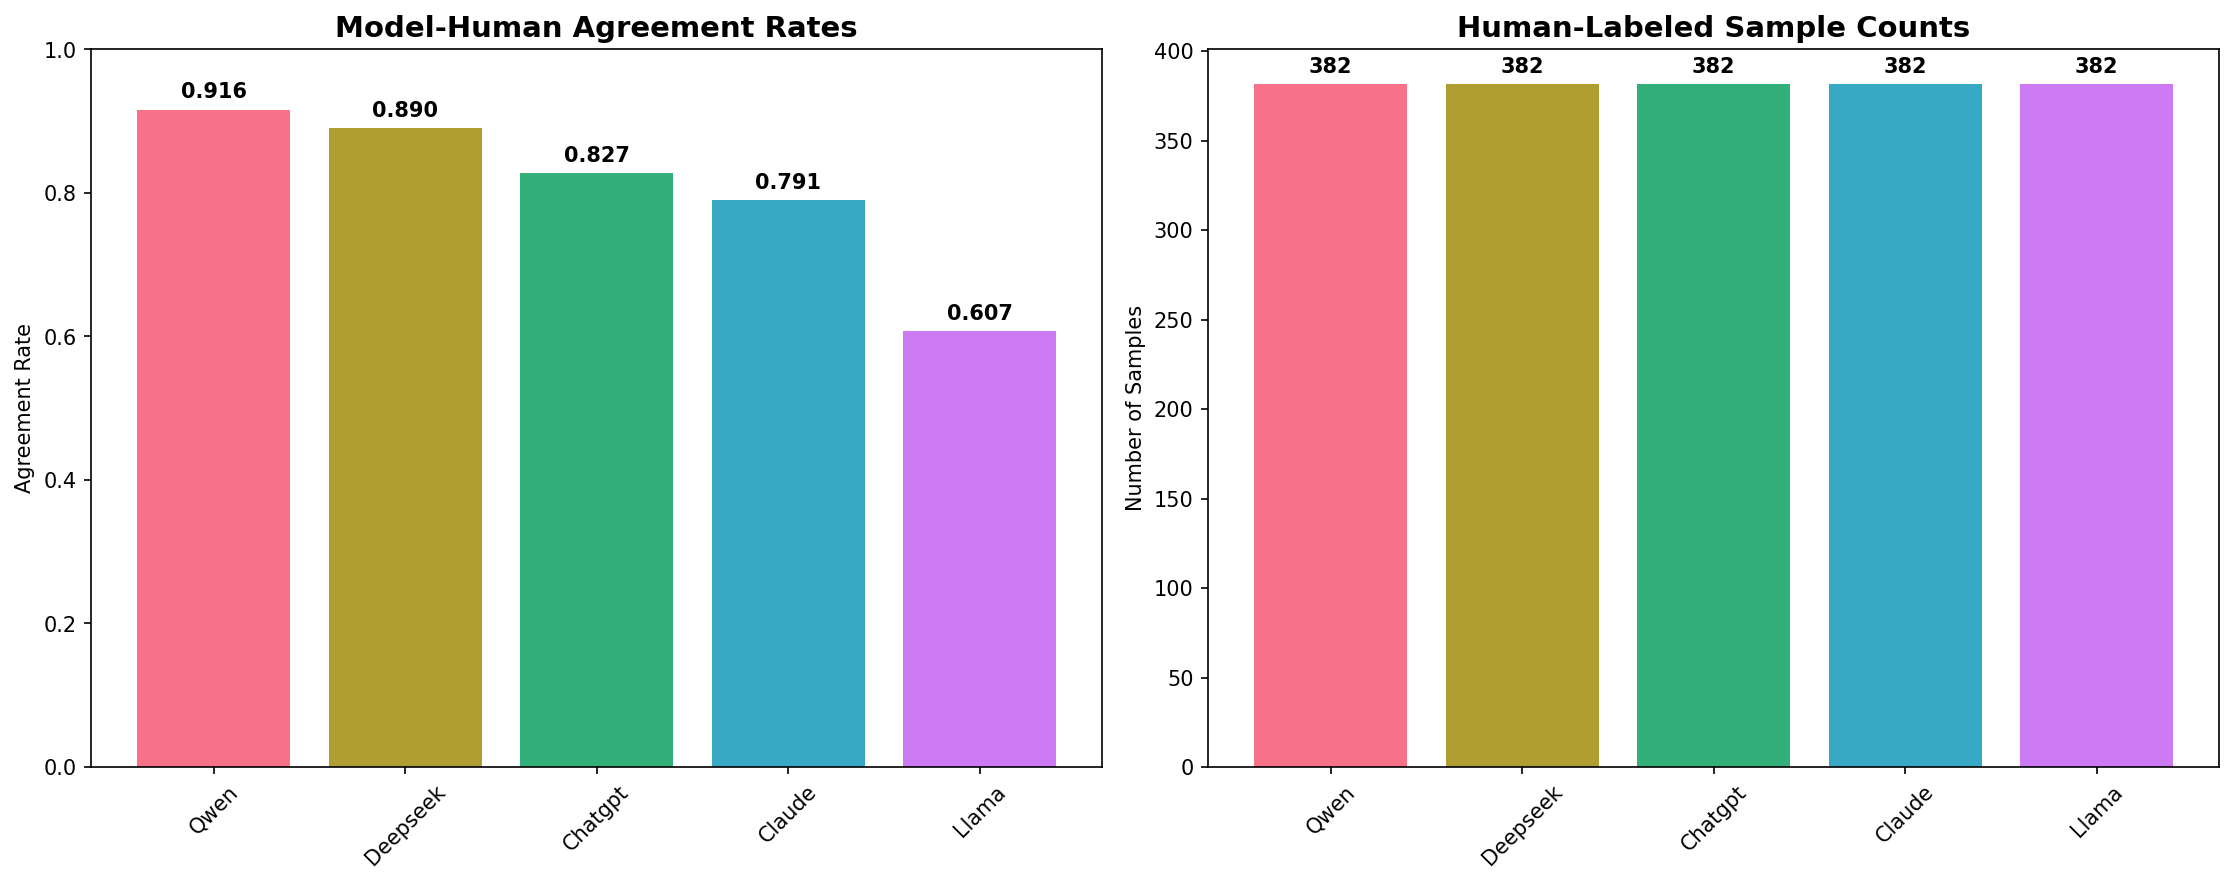 Model-Human Agreement Rates
1.0
0.8
0.6
0.4
0.2
0.0
Agreement Rate
0.916
0.890
0.827
0.791
0.607
Qwen
Deepseek
Chatgpt
Claude
Llama
Human-Labeled Sample Counts
400
350
300
250
200
150
100
50
0
Number of Samples
382
382
382
382
382
Qwen
Deepseek
Chatgpt
Claude
Llama